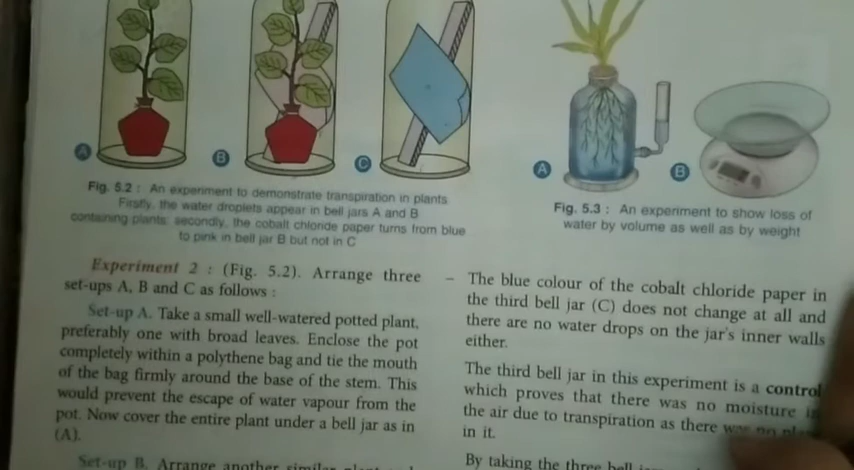 A
B
C
Fig. 5.2 : An experiment to demonstrate transpiration in plants
Firstly, the water droplets appear in bell jars A and B
containing plants; secondly, the cobalt chloride paper turns from blue
to pink in bell jar B but not in C
A
B
Fig. 5.3 : An experiment to show loss of
water by volume as well as by weight
Experiment 2 : (Fig. 5.2). Arrange three
set-ups A, B and C as follows :
Set-up A. Take a small well-watered potted plant,
preferably one with broad leaves. Enclose the pot
completely within a polythene bag and tie the mouth
of the bag firmly around the base of the stem. This
would prevent the escape of water vapour from the
pot. Now cover the entire plant under a bell jar as in
(A).
Set-up B. Arrange another similar plant and
– The blue colour of the cobalt chloride paper in
the third bell jar (C) does not change at all and
there are no water drops on the jar's inner walls
either.
The third bell jar in this experiment is a control
which proves that there was no moisture in
the air due to transpiration as there was no plant
in it.
By taking the three bell